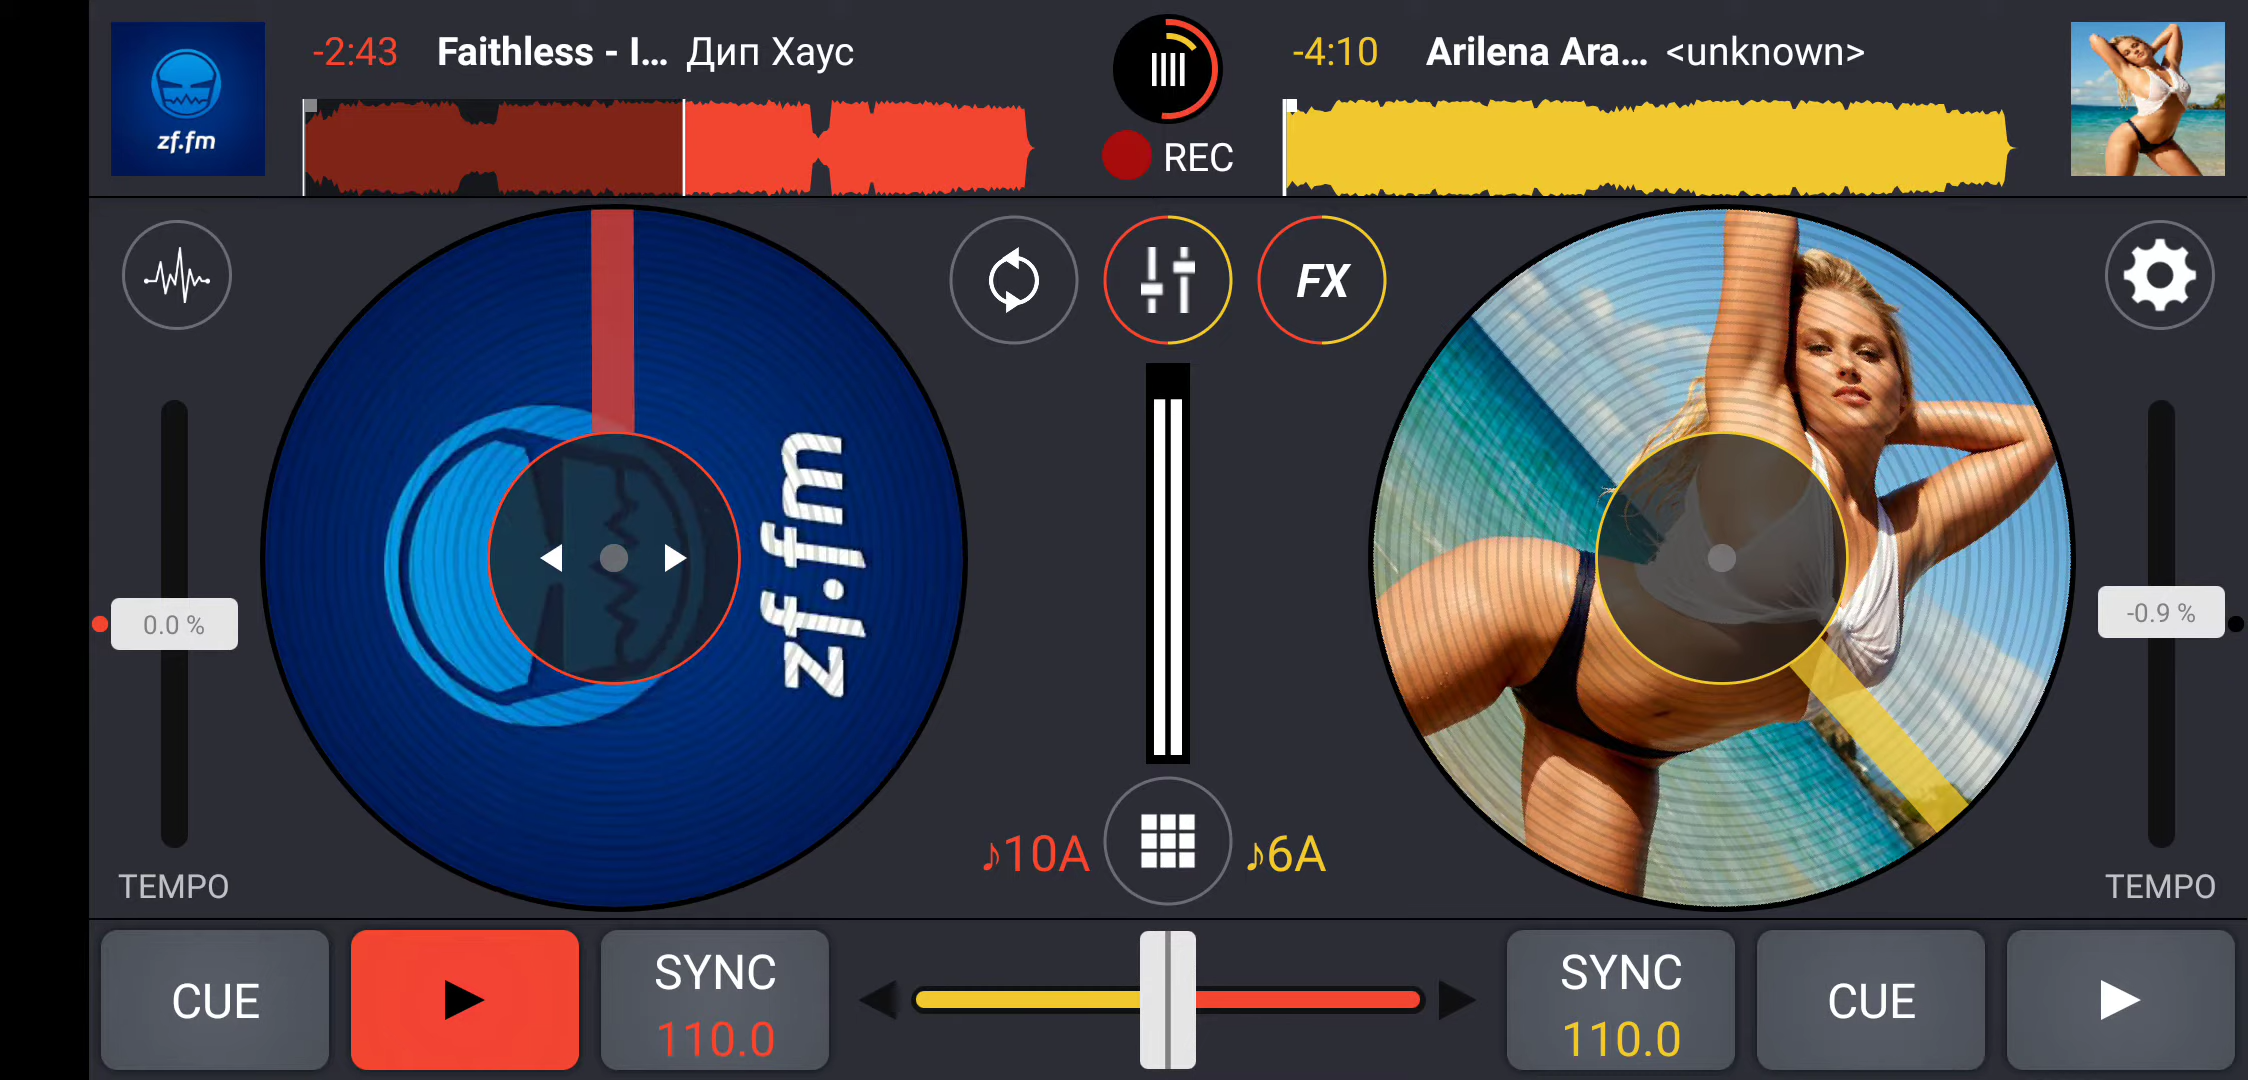 -2:43 Faithless - I... Дип Хаус
zf.fm
REC
-4:10 Arilena Ara... <unknown>
FX
zf.fm
0.0 %
-0.9 %
TEMPO
♪10A
♪6A
TEMPO
CUE
SYNC
110.0
SYNC
110.0
CUE